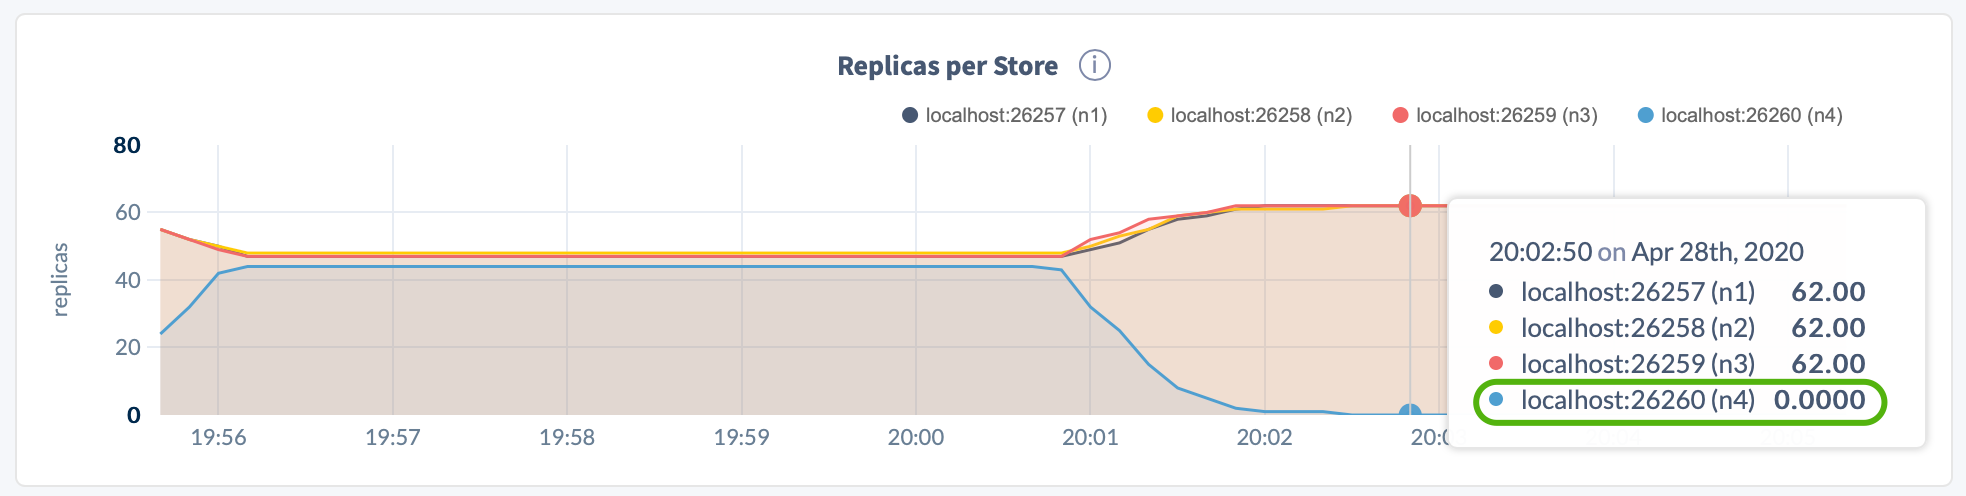 Replicas per Store i
localhost:26257 (n1) localhost:26258 (n2) localhost:26259 (n3) localhost:26260 (n4)
80
60
40
20
0
replicas
19:56 19:57 19:58 19:59 20:00 20:01 20:02
20:02:50 on Apr 28th, 2020
localhost:26257 (n1) 62.00
localhost:26258 (n2) 62.00
localhost:26259 (n3) 62.00
localhost:26260 (n4) 0.0000